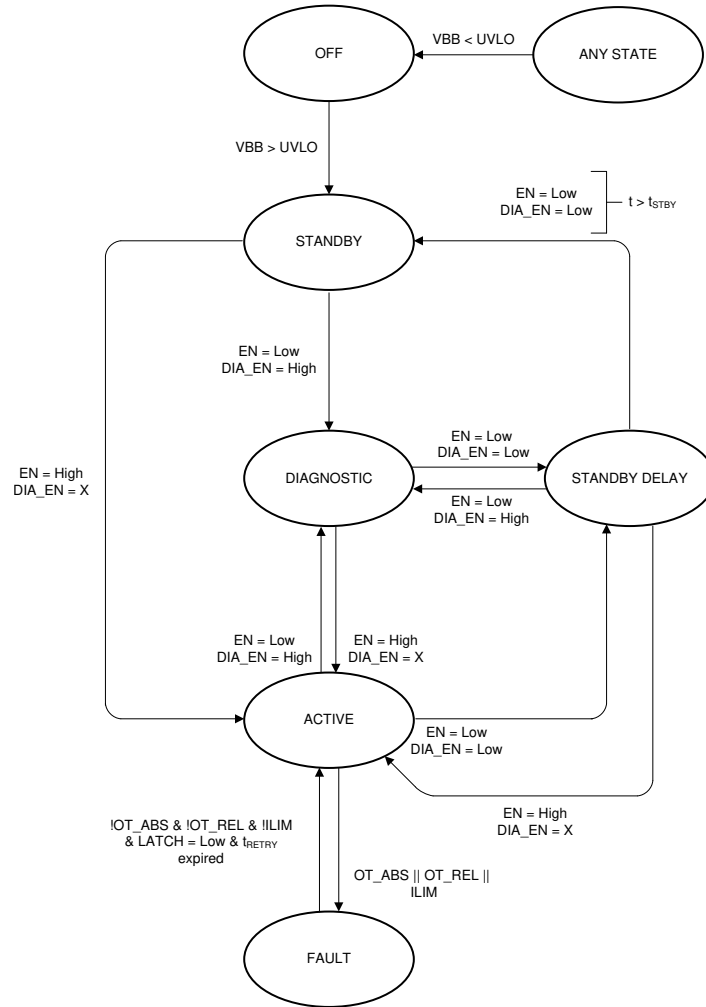 OFF
VBB < UVLO
ANY STATE
VBB > UVLO
EN = Low
DIA_EN = Low
t > tSTBY
STANDBY
EN = Low
DIA_EN = High
EN = High
DIA_EN = X
DIAGNOSTIC
EN = Low
DIA_EN = Low
EN = Low
DIA_EN = High
STANDBY DELAY
EN = Low
DIA_EN = High
EN = High
DIA_EN = X
ACTIVE
EN = Low
DIA_EN = Low
EN = High
DIA_EN = X
!OT_ABS & !OT_REL & !ILIM
& LATCH = Low & tRETRY
expired
OT_ABS || OT_REL ||
ILIM
FAULT